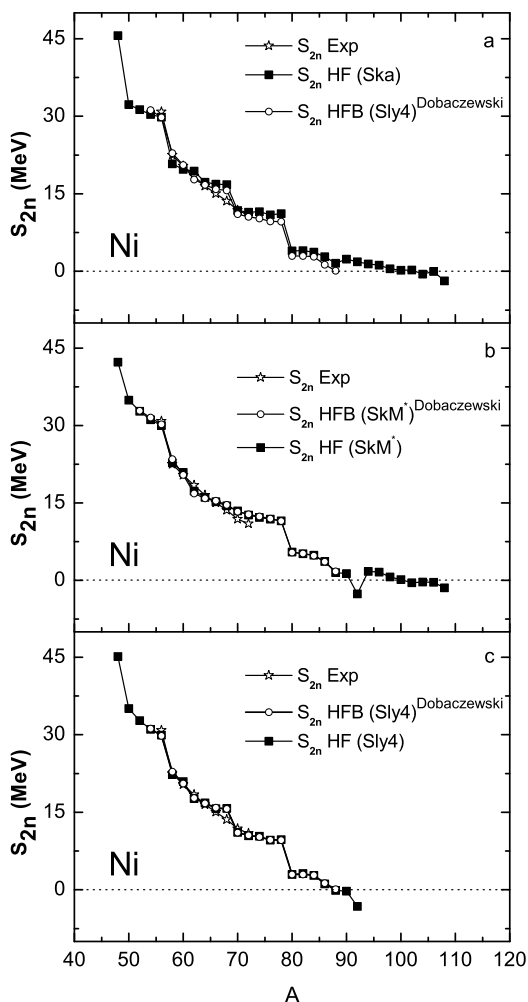 a
S2n Exp
S2n HF (Ska)
S2n HFB (Sly4)Dobaczewski
45
30
15
0
S2n (MeV)
Ni
b
S2n Exp
S2n HFB (SkM*)Dobaczewski
S2n HF (SkM*)
45
30
15
0
S2n (MeV)
Ni
c
S2n Exp
S2n HFB (Sly4)Dobaczewski
S2n HF (Sly4)
45
30
15
0
S2n (MeV)
Ni
40 50 60 70 80 90 100 110 120
A